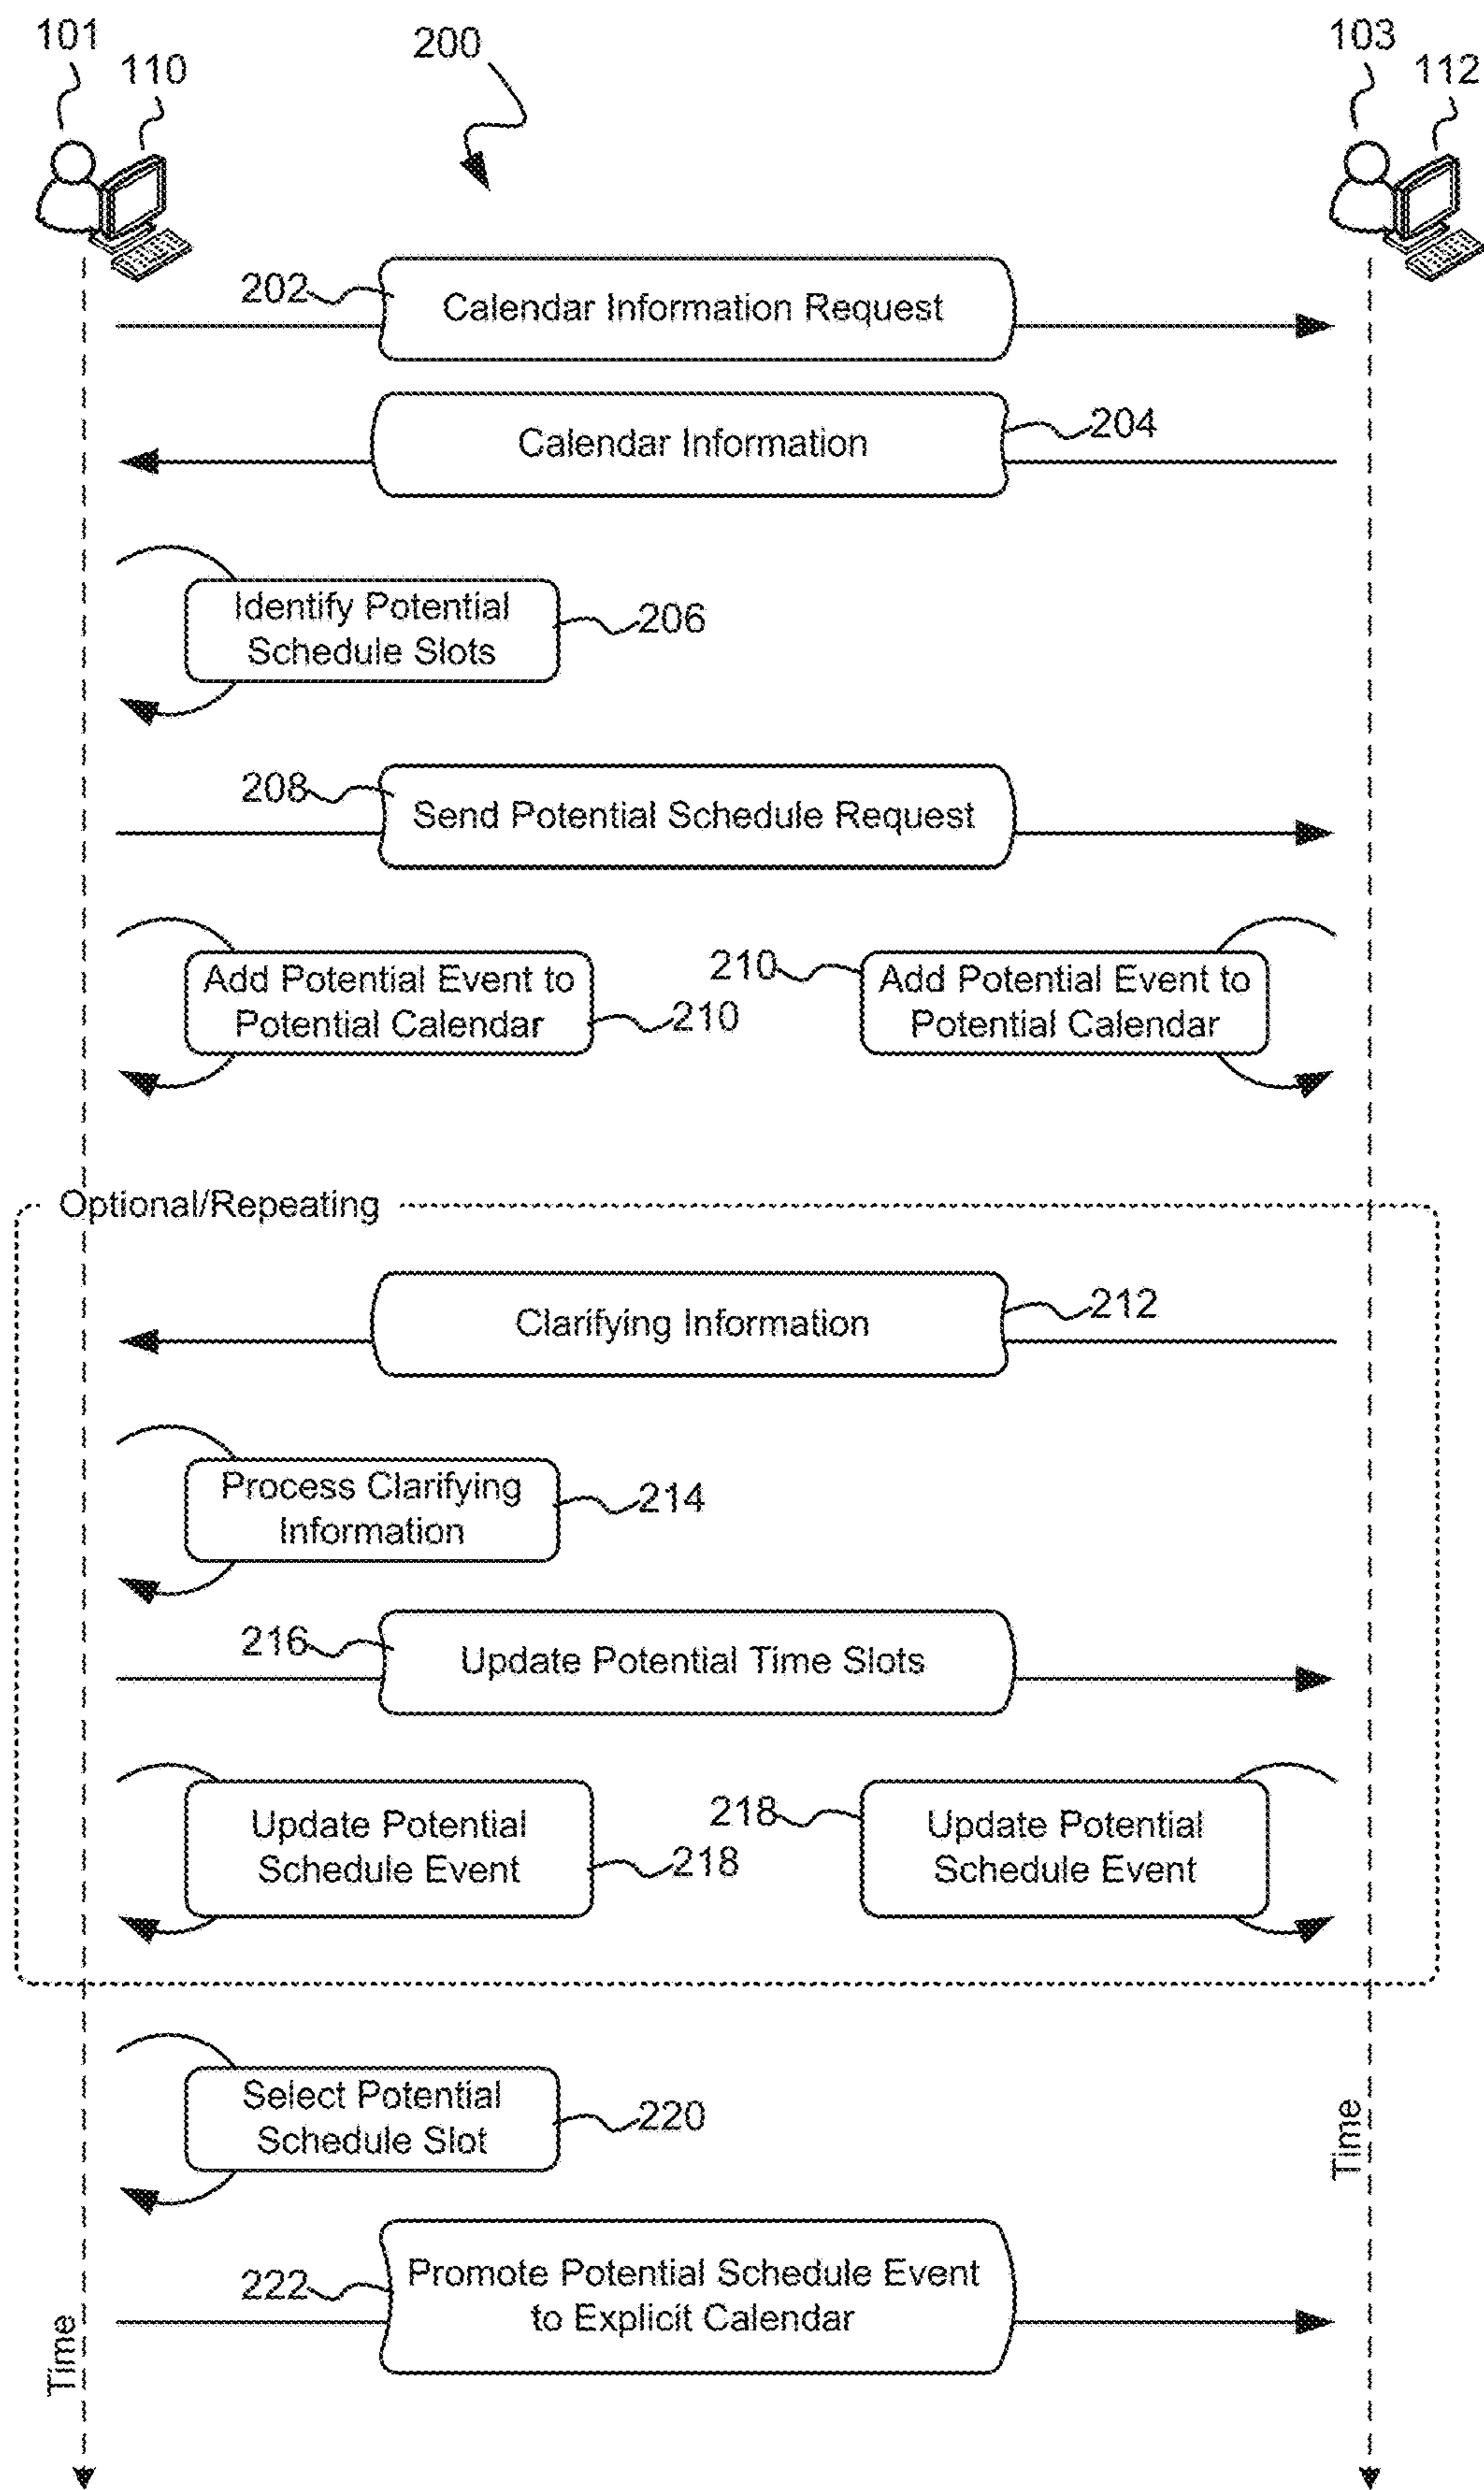 101
110
200
103
112
202
Calendar Information Request
Calendar Information
204
Identify Potential
Schedule Slots
206
208
Send Potential Schedule Request
Add Potential Event to
Potential Calendar
210
210
Add Potential Event to
Potential Calendar
Optional/Repeating
Clarifying Information
212
Process Clarifying
Information
214
216
Update Potential Time Slots
Update Potential
Schedule Event
218
218
Update Potential
Schedule Event
Select Potential
Schedule Slot
220
Time
222
Promote Potential Schedule Event
to Explicit Calendar
Time